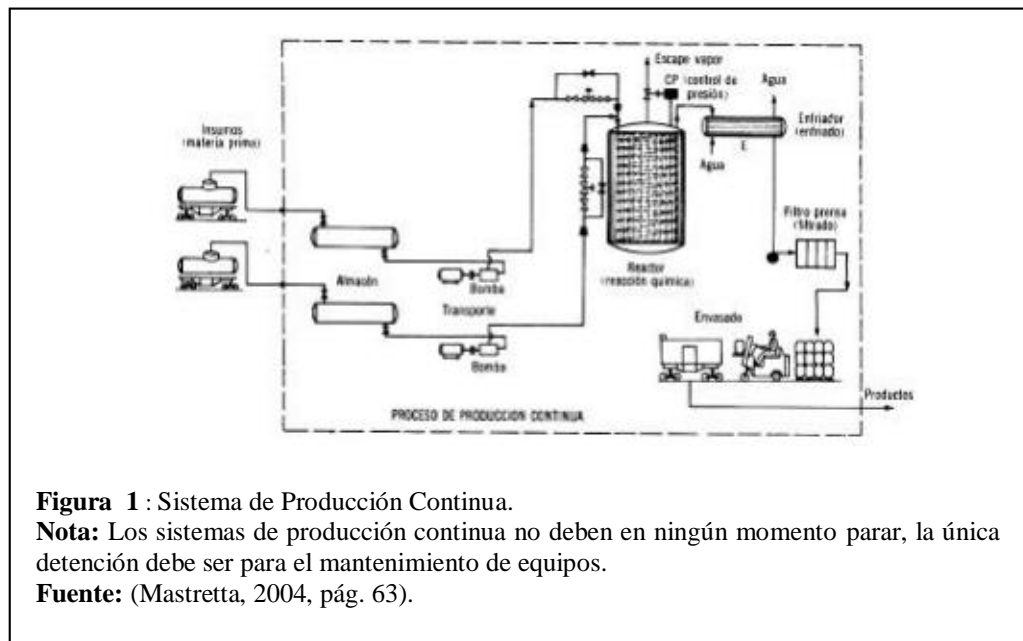 Escape vapor
CP (control de
presión)
Agua
Insumos
(materia prima)
Enfriador
(enfriado)
E
Agua
Filtro prensa
(filtrado)
Almacén
Reactor
(reacción química)
Bomba
Transporte
Envasado
Bomba
Productos
PROCESO DE PRODUCCION CONTINUA
Figura 1 : Sistema de Producción Continua.
Nota: Los sistemas de producción continua no deben en ningún momento parar, la única
detención debe ser para el mantenimiento de equipos.
Fuente: (Mastretta, 2004, pág. 63).